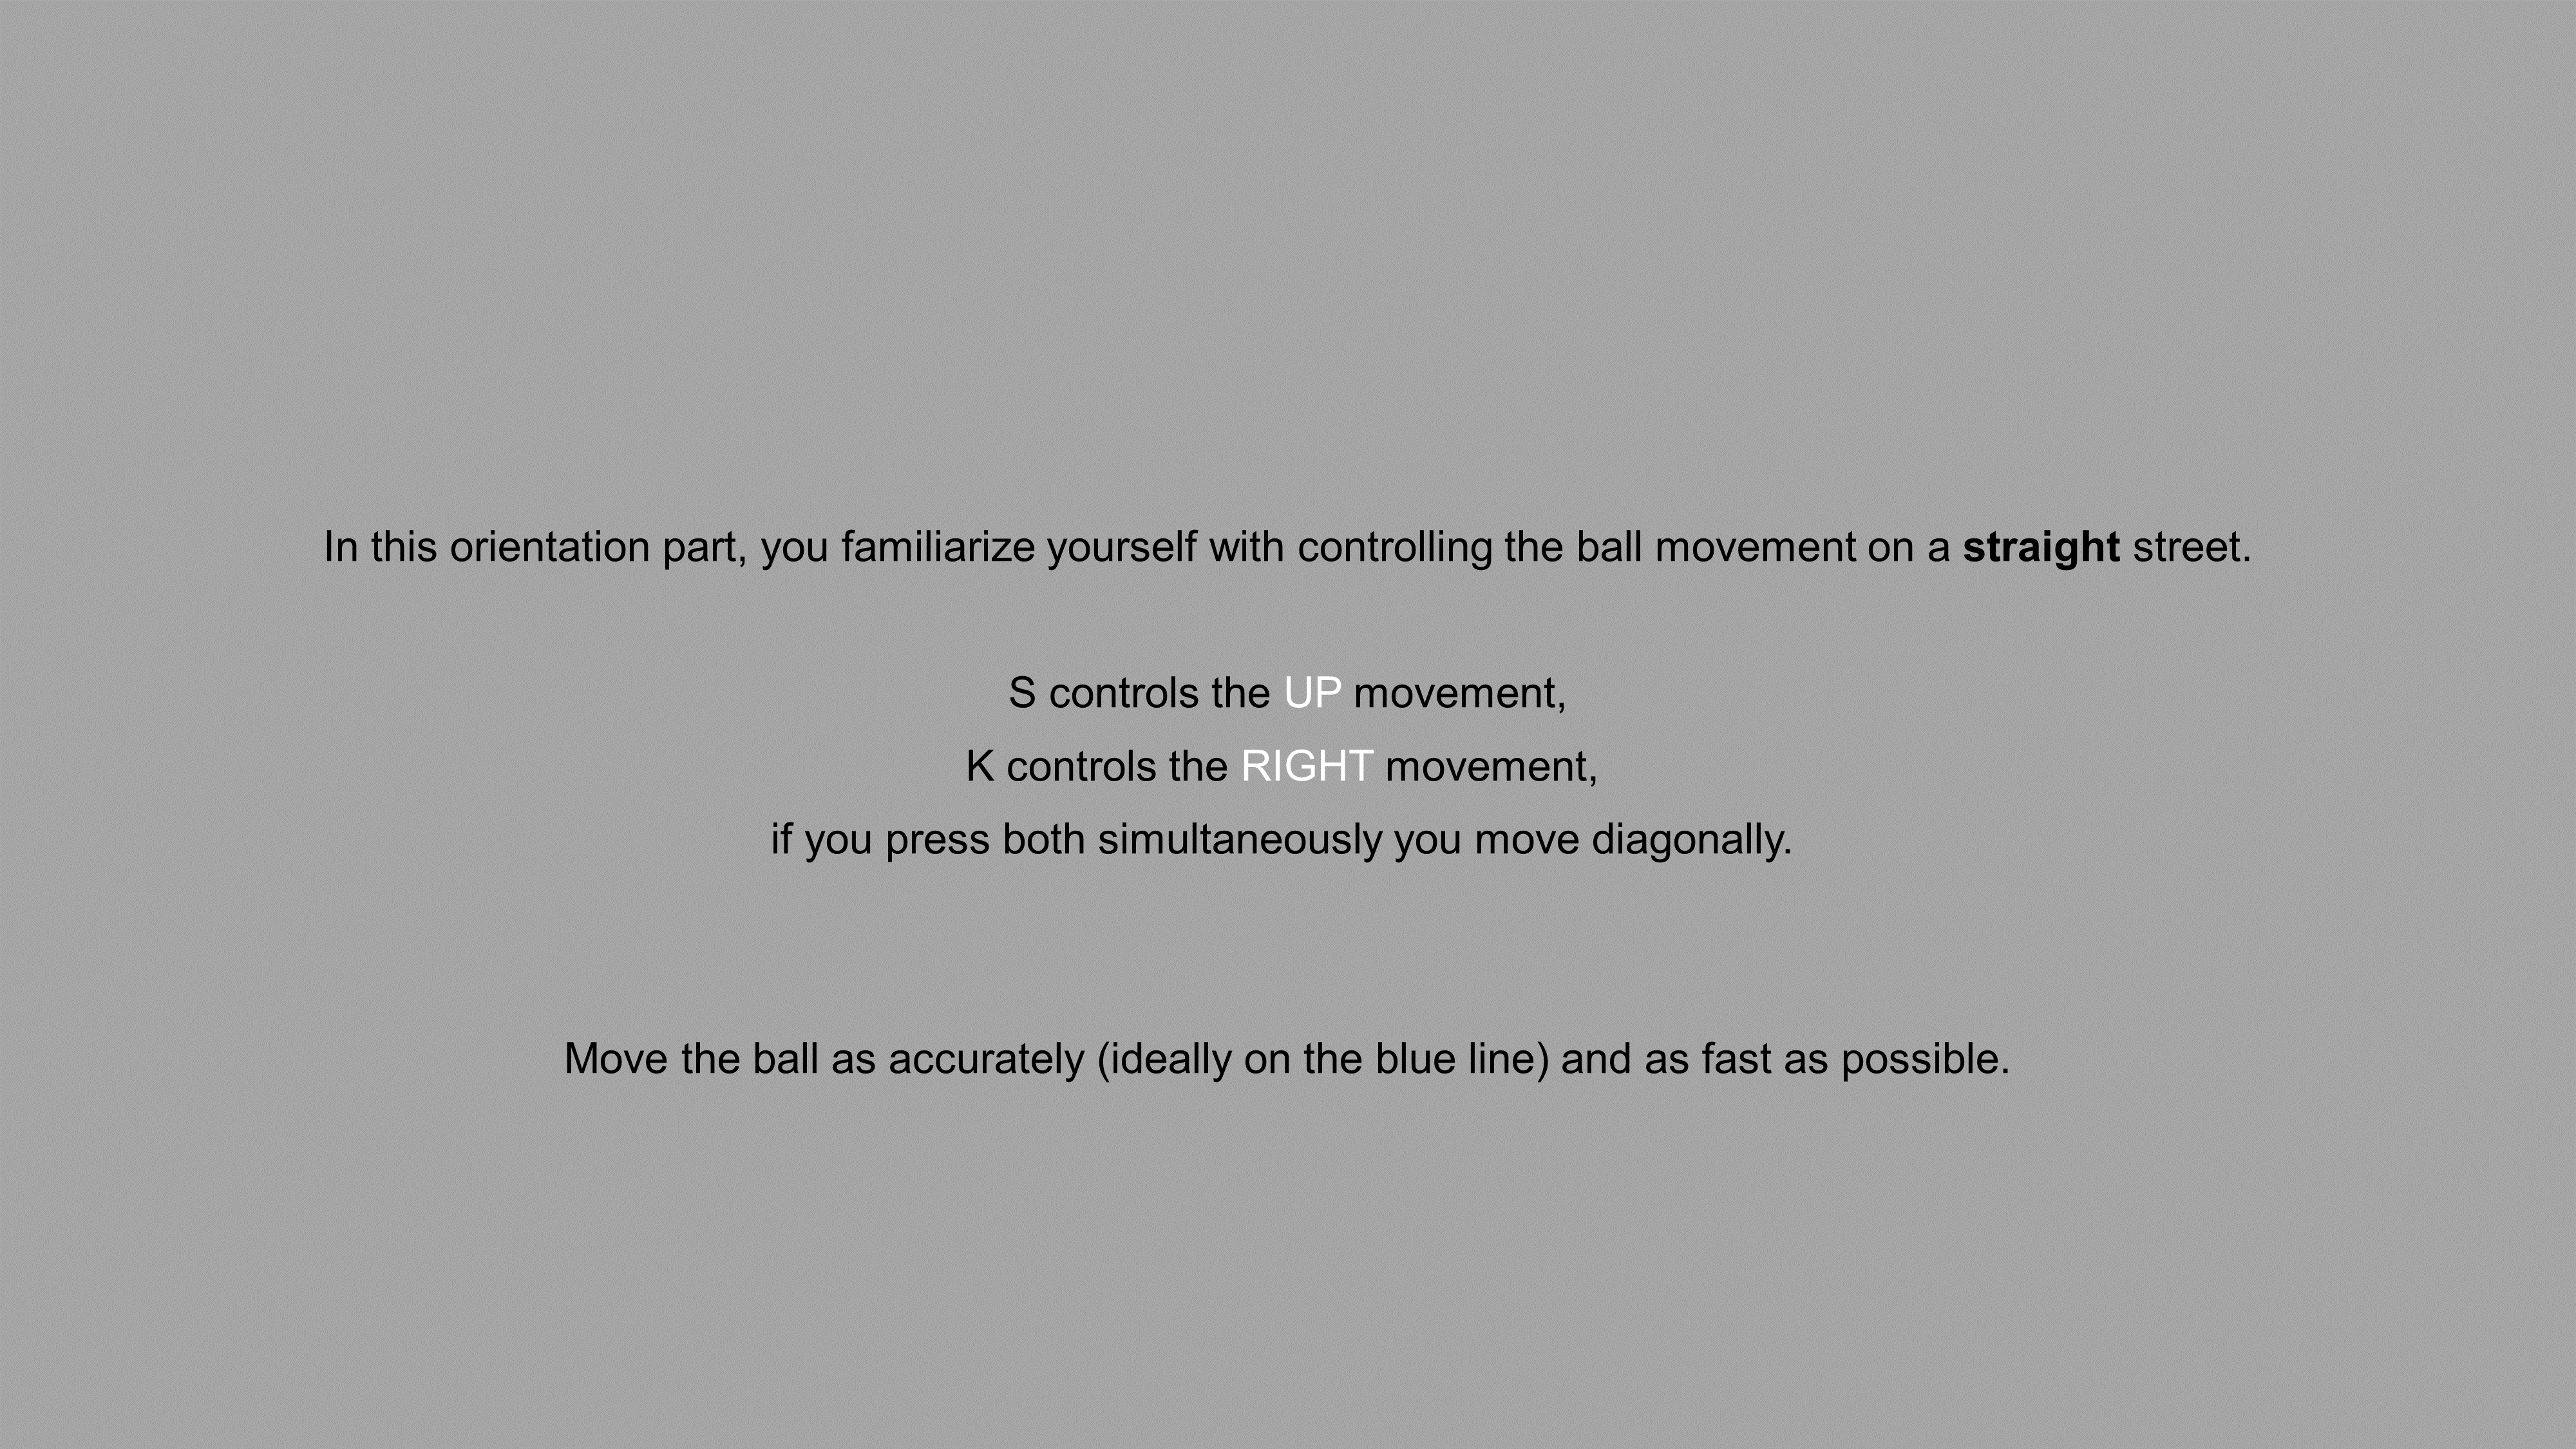 In this orientation part, you familiarize yourself with controlling the ball movement on a straight street.
S controls the UP movement,
K controls the RIGHT movement,
if you press both simultaneously you move diagonally.
Move the ball as accurately (ideally on the blue line) and as fast as possible.